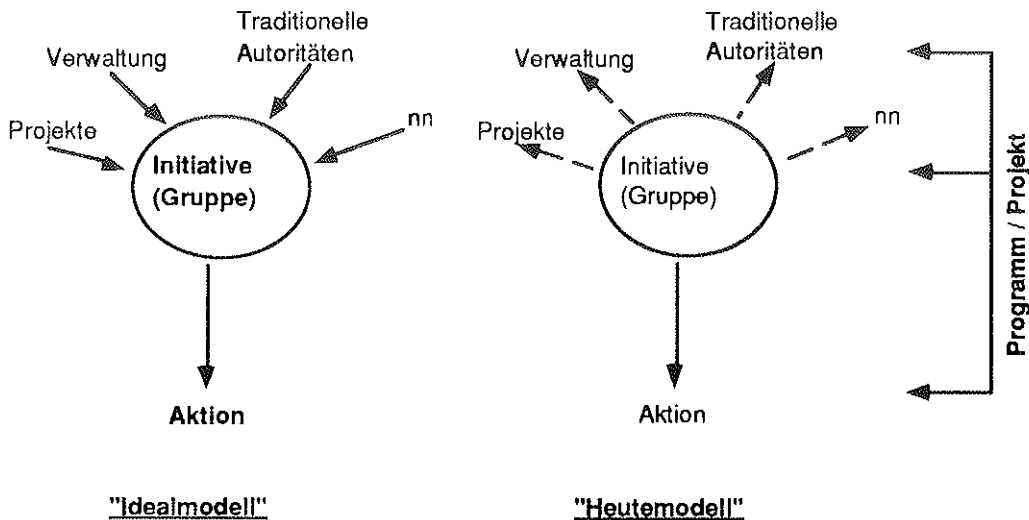 Traditionelle
Autoritäten
Verwaltung
Projekte
nn
Initiative
(Gruppe)
Aktion
"Idealmodell"
Traditionelle
Autoritäten
Verwaltung
Projekte
nn
Initiative
(Gruppe)
Aktion
"Heutemodell"
Programm / Projekt